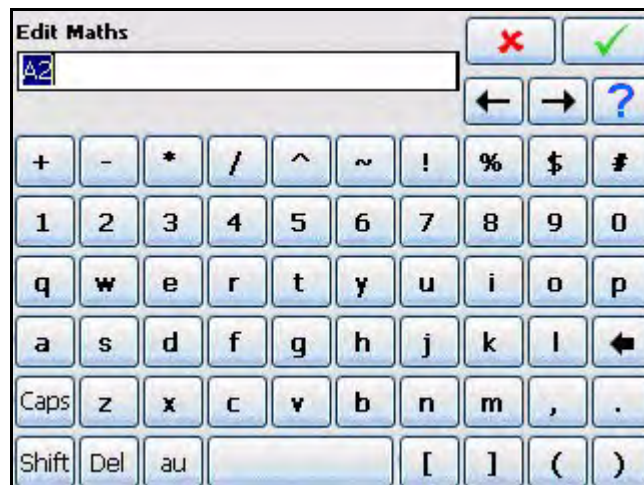 Edit Maths
A2
?
+ - * / ^ ~ ! % $ #
1 2 3 4 5 6 7 8 9 0
q w e r t y u i o p
a s d f g h j k l
Caps z x c v b n m , .
Shift Del au [ ] ( )